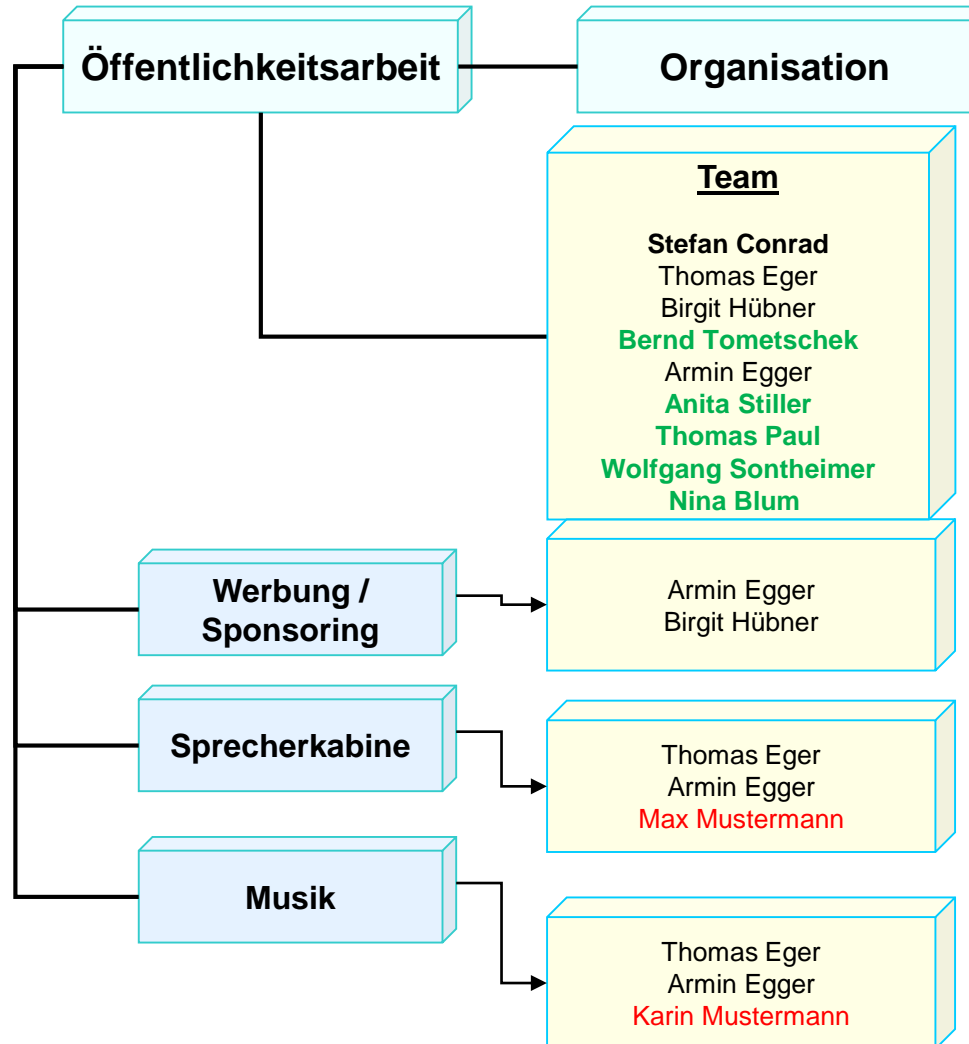 Öffentlichkeitsarbeit
Organisation
Team
Stefan Conrad
Thomas Eger
Birgit Hübner
Bernd Tometschek
Armin Egger
Anita Stiller
Thomas Paul
Wolfgang Sontheimer
Nina Blum
Werbung /
Sponsoring
Armin Egger
Birgit Hübner
Sprecherkabine
Thomas Eger
Armin Egger
Max Mustermann
Musik
Thomas Eger
Armin Egger
Karin Mustermann